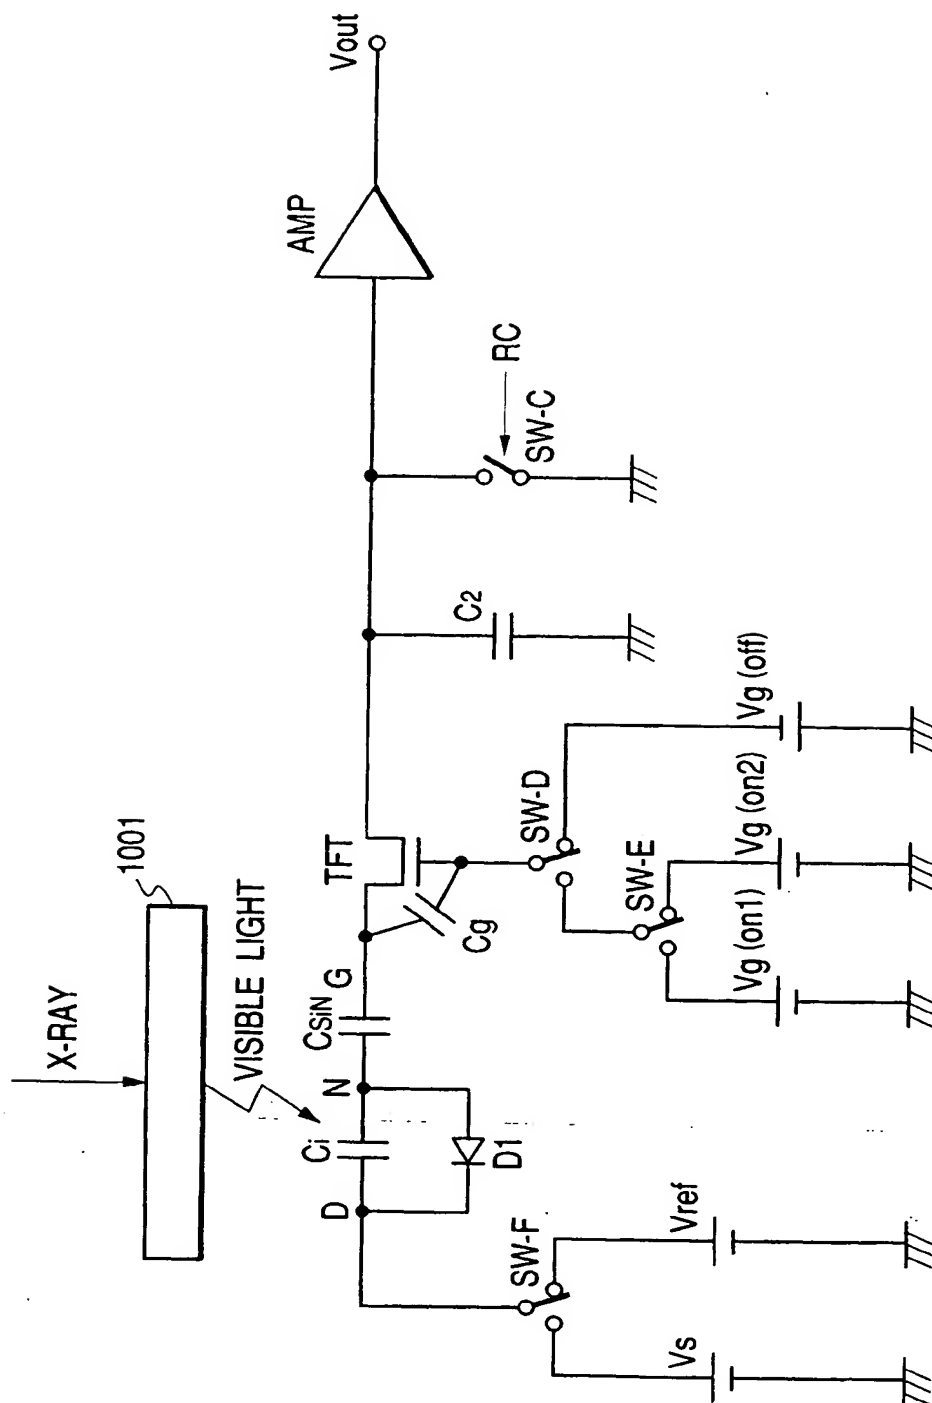 X-RAY
1001
VISIBLE LIGHT
D
Ci
N
CSiN
G
TFT
AMP
Vout
D1
Cg
C2
RC
SW-C
SW-F
SW-D
SW-E
Vs
Vref
Vg (on1)
Vg (on2)
Vg (off)